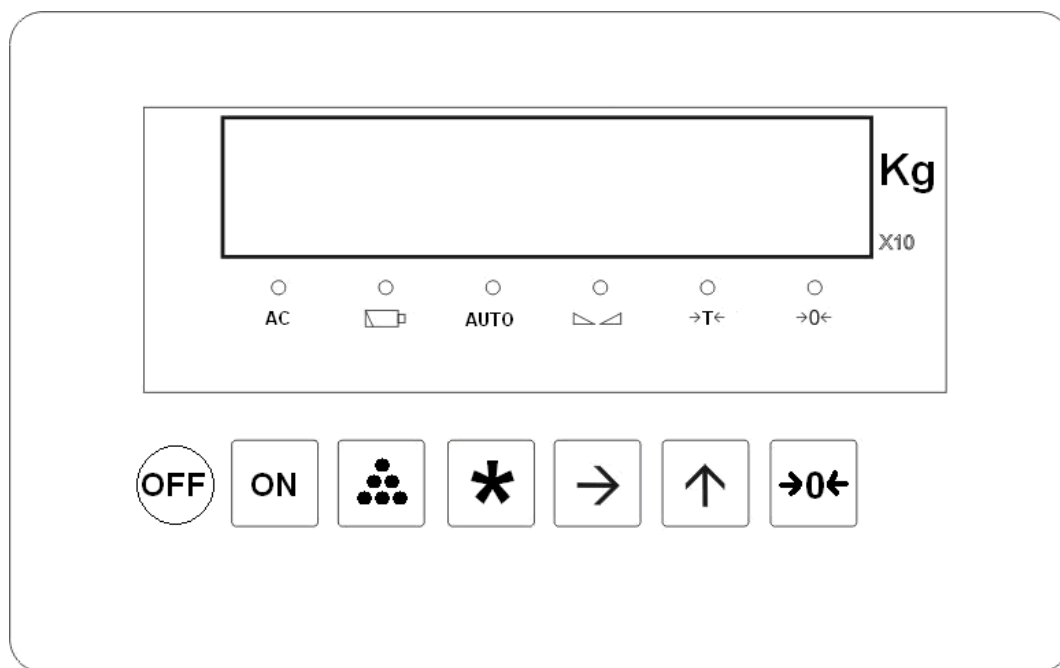 Kg
X10
AC AUTO →T← →0←
OFF ON * → ↑ →0←